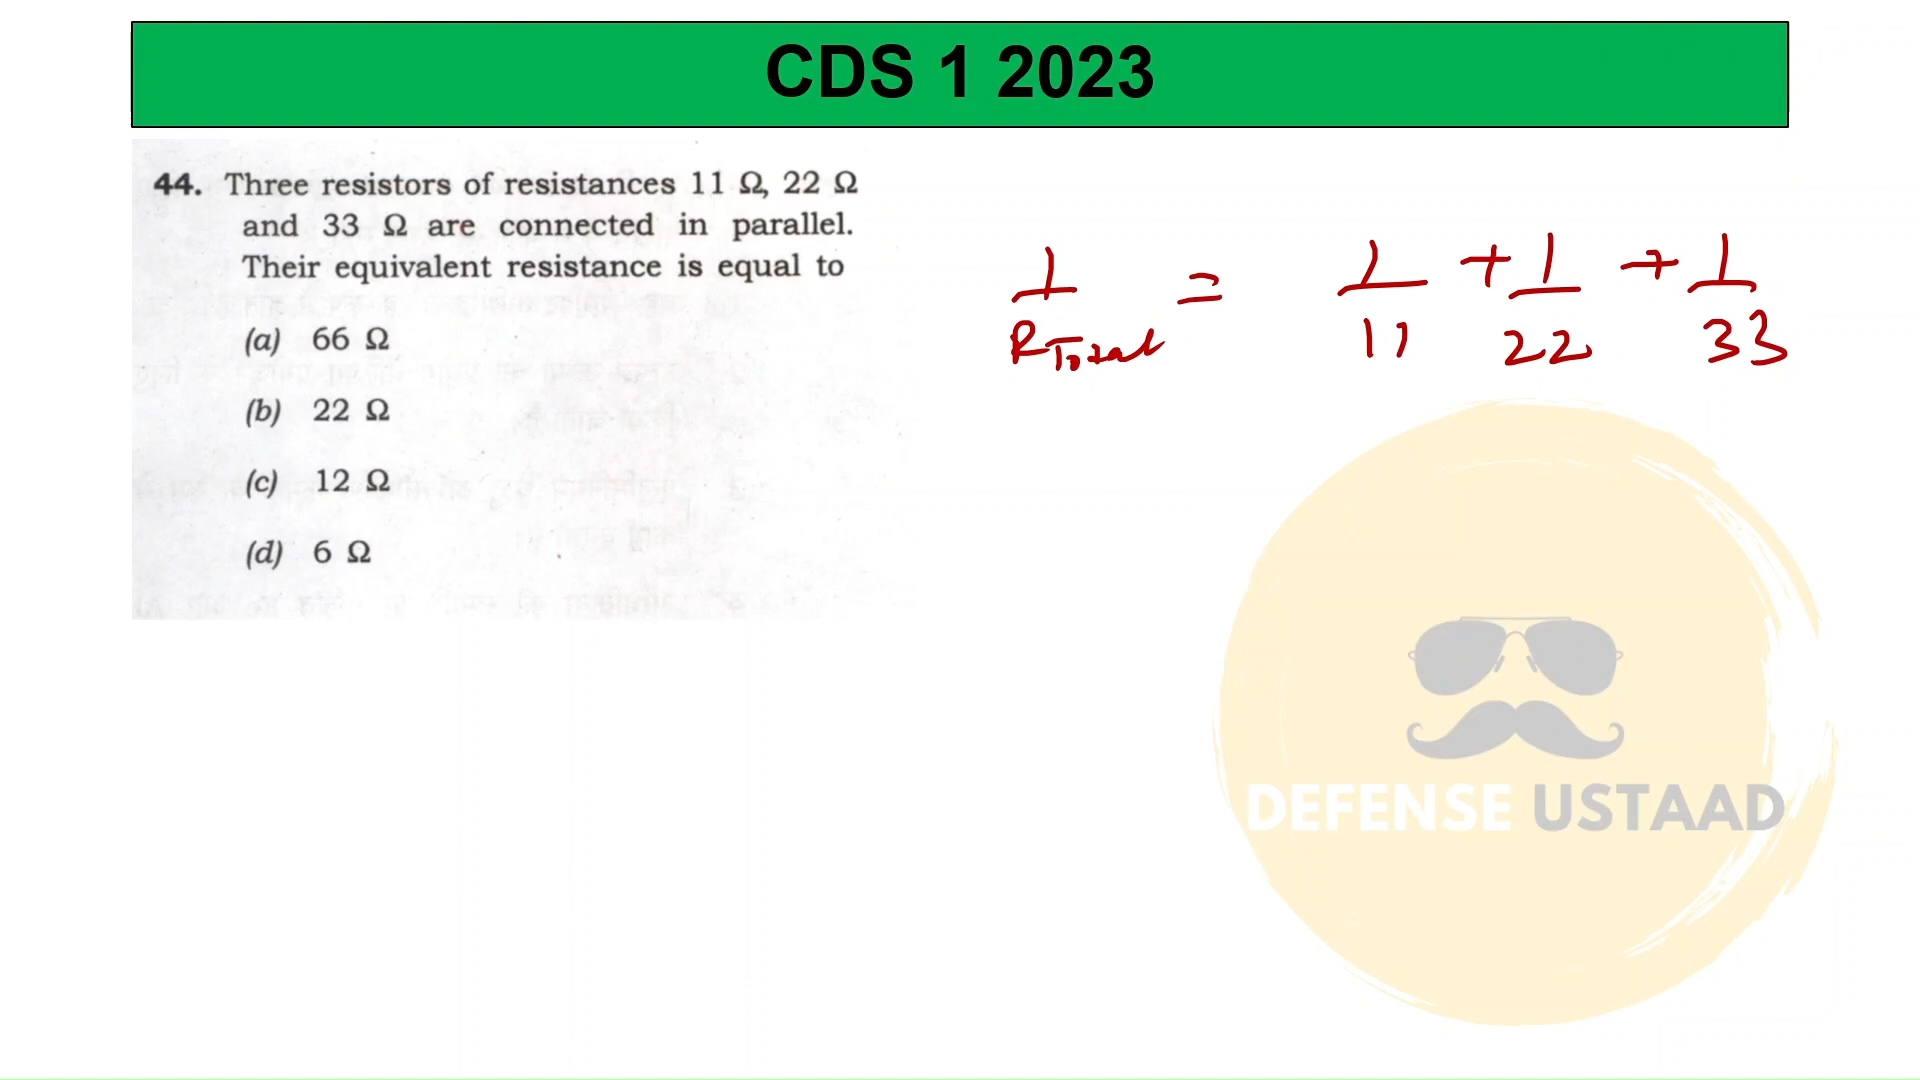 CDS 1 2023
44. Three resistors of resistances 11 Ω, 22 Ω
and 33 Ω are connected in parallel.
Their equivalent resistance is equal to
(a) 66 Ω
(b) 22 Ω
(c) 12 Ω
(d) 6 Ω
1/R Total = 1/11 + 1/22 + 1/33
DEFENSE USTAAD